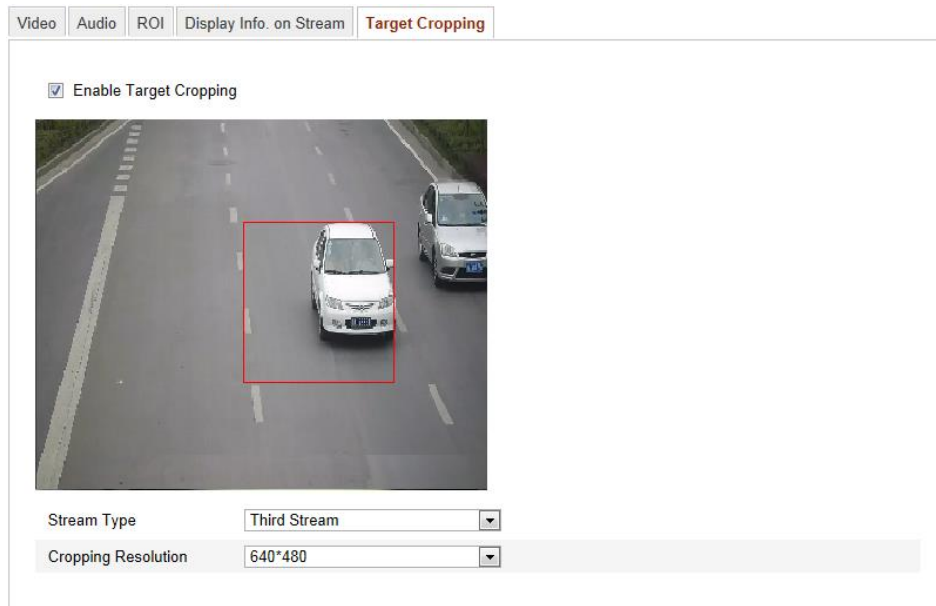 Video Audio ROI Display Info. on Stream Target Cropping
Enable Target Cropping
Stream Type Third Stream
Cropping Resolution 640*480